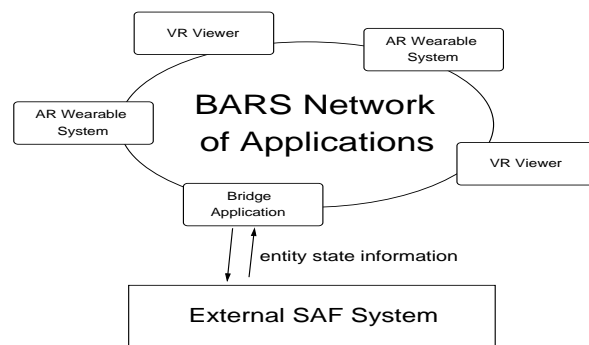 VR Viewer
AR Wearable
System
BARS Network
of Applications
AR Wearable
System
VR Viewer
Bridge
Application
entity state information
External SAF System